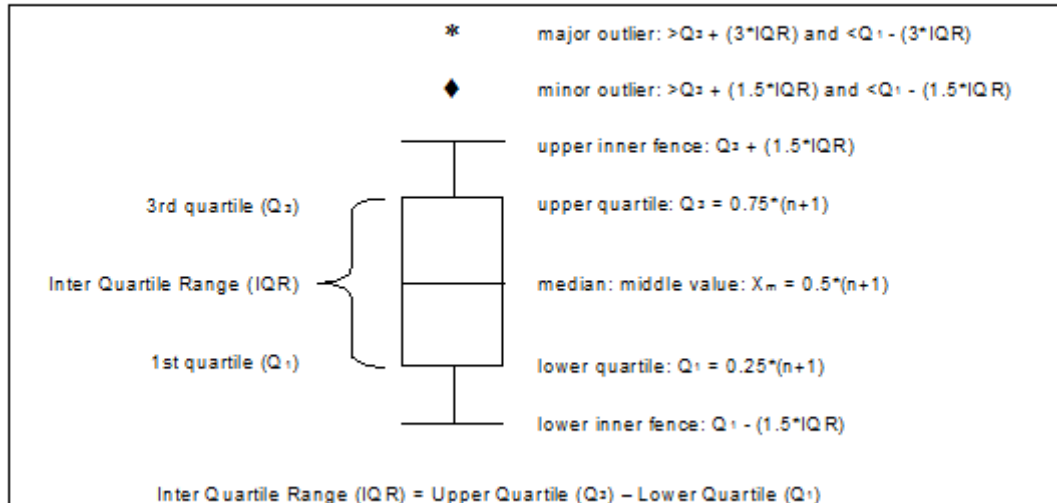 * major outlier: >Q₃ + (3*IQR) and <Q₁ - (3*IQR)
♦ minor outlier: >Q₃ + (1.5*IQR) and <Q₁ - (1.5*IQR)
upper inner fence: Q₃ + (1.5*IQR)
3rd quartile (Q₃)
upper quartile: Q₃ = 0.75*(n+1)
Inter Quartile Range (IQR)
median: middle value: Xₘ = 0.5*(n+1)
1st quartile (Q₁)
lower quartile: Q₁ = 0.25*(n+1)
lower inner fence: Q₁ - (1.5*IQR)
Inter Quartile Range (IQR) = Upper Quartile (Q₃) – Lower Quartile (Q₁)